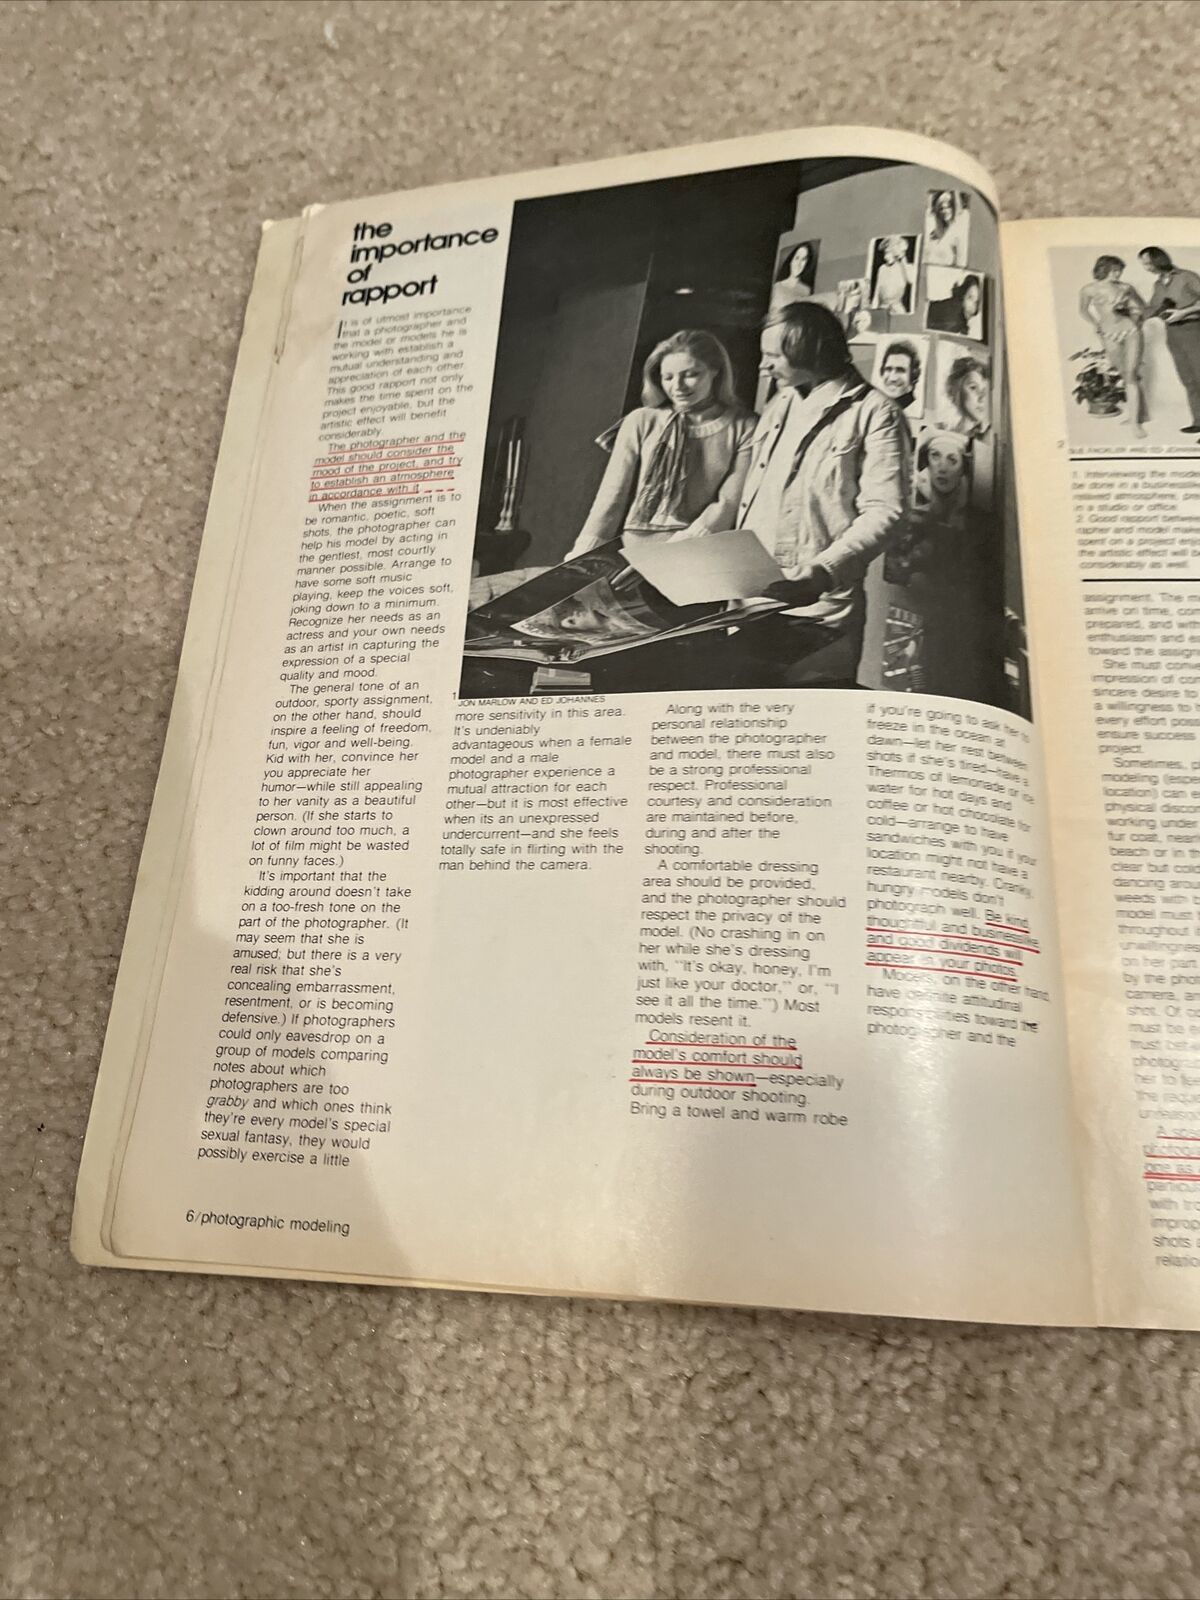 the
importance
of
rapport
It is of utmost importance
that a photographer and
the model or models he is
working with establish a
mutual understanding and
appreciation of each other.
This good rapport not only
makes the time spent on the
project enjoyable, but the
artistic effect will benefit
considerably.
The photographer and the
model should consider the
mood of the project, and try
to establish an atmosphere
in accordance with it.
When the assignment is to
be romantic, poetic, soft
shots, the photographer can
help his model by acting in
the gentlest, most courtly
manner possible. Arrange to
have some soft music
playing, keep the voices soft,
joking down to a minimum.
Recognize her needs as an
actress and your own needs
as an artist in capturing the
expression of a special
quality and mood.
The general tone of an
outdoor, sporty assignment,
on the other hand, should
inspire a feeling of freedom,
fun, vigor and well-being.
Kid with her, convince her
you appreciate her
humor—while still appealing
to her vanity as a beautiful
person. (If she starts to
clown around too much, a
lot of film might be wasted
on funny faces.)
It's important that the
kidding around doesn't take
on a too-fresh tone on the
part of the photographer. (It
may seem that she is
amused; but there is a very
real risk that she's
concealing embarrassment,
resentment, or is becoming
defensive.) If photographers
could only eavesdrop on a
group of models comparing
notes about which
photographers are too
grabby and which ones think
they're every model's special
sexual fantasy, they would
possibly exercise a little
6/photographic modeling
1
JON MARLOW AND ED JOHANNES
more sensitivity in this area.
It's undeniably
advantageous when a female
model and a male
photographer experience a
mutual attraction for each
other—but it is most effective
when its an unexpressed
undercurrent—and she feels
totally safe in flirting with the
man behind the camera.
Along with the very
personal relationship
between the photographer
and model, there must also
be a strong professional
respect. Professional
courtesy and consideration
are maintained before,
during and after the
shooting.
A comfortable dressing
area should be provided,
and the photographer should
respect the privacy of the
model. (No crashing in on
her while she's dressing
with, "It's okay, honey, I'm
just like your doctor," or, "I
see it all the time.") Most
models resent it.
Consideration of the
model's comfort should
always be shown—especially
during outdoor shooting.
Bring a towel and warm robe
if you're going to ask her to
freeze in the ocean at
dawn—let her rest between
shots if she's tired—have a
Thermos of lemonade or ice
water for hot days and
coffee or hot chocolate for
cold—arrange to have
sandwiches with you if your
location might not have a
restaurant nearby. Cranky,
hungry models don't
photograph well. Be kind,
thoughtful and businesslike
and good dividends will
appear in your photos.
Models, on the other hand,
have definite attitudinal
responsibilities toward the
photographer and the
2
1. Interviewing the model
be done in a business
relaxed atmosphere,
in a studio or office.
2. Good rapport between
rapher and model
spent on a project
the artistic effect will
considerably as well.
assignment. The
arrive on time,
prepared, and with
enthusiasm and
toward the
She must
impression of
sincere desire to
a willingness to
every effort
ensure success
project.
Sometimes,
modeling
location) can
physical
working under
fur coat,
beach or in the
clear but
dancing
weeds with
model must
throughout
willingness
on her part
by the
camera,
shot. Of
must be
trust
her to
the
A
one as
with
shots